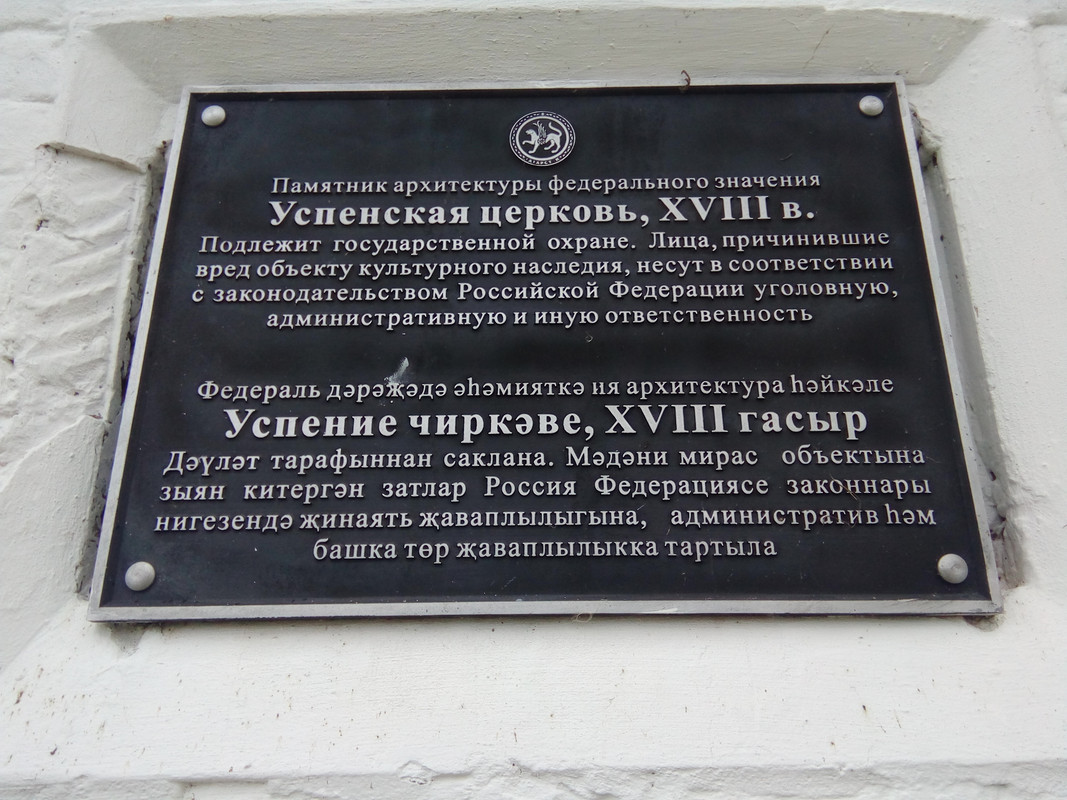 Памятник архитектуры федерального значения
Успенская церковь, XVIII в.
Подлежит государственной охране. Лица, причинившие
вред объекту культурного наследия, несут в соответствии
с законодательством Российской Федерации уголовную,
административную и иную ответственность
Федераль дәрәҗәдә әһәмияткә ия архитектура һәйкәле
Успение чиркәве, XVIII гасыр
Дәүләт тарафыннан саклана. Мәдәни мирас объектына
зыян китергән затлар Россия Федерациясе законнары
нигезендә җинаять җаваплылыгына, административ һәм
башка төр җаваплылыкка тартыла